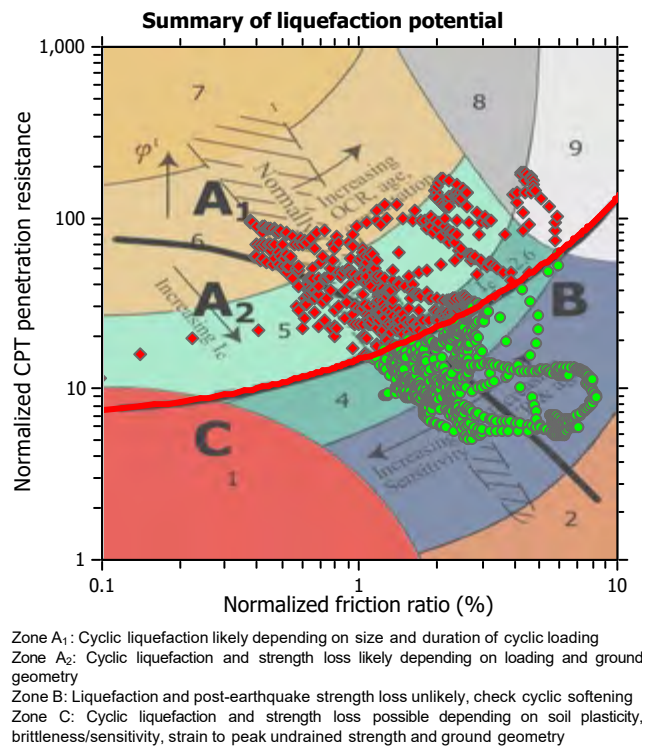 Summary of liquefaction potential
Normalized CPT penetration resistance
1,000
100
10
1
7
8
9
φ'
A1
Increasing
OCR, age,
6
A2
Increasing Ic
5
B
4
C
1
Increasing
Sensitivity
2
0.1
1
10
Normalized friction ratio (%)
Zone A1: Cyclic liquefaction likely depending on size and duration of cyclic loading
Zone A2: Cyclic liquefaction and strength loss likely depending on loading and ground
geometry
Zone B: Liquefaction and post-earthquake strength loss unlikely, check cyclic softening
Zone C: Cyclic liquefaction and strength loss possible depending on soil plasticity,
brittleness/sensitivity, strain to peak undrained strength and ground geometry